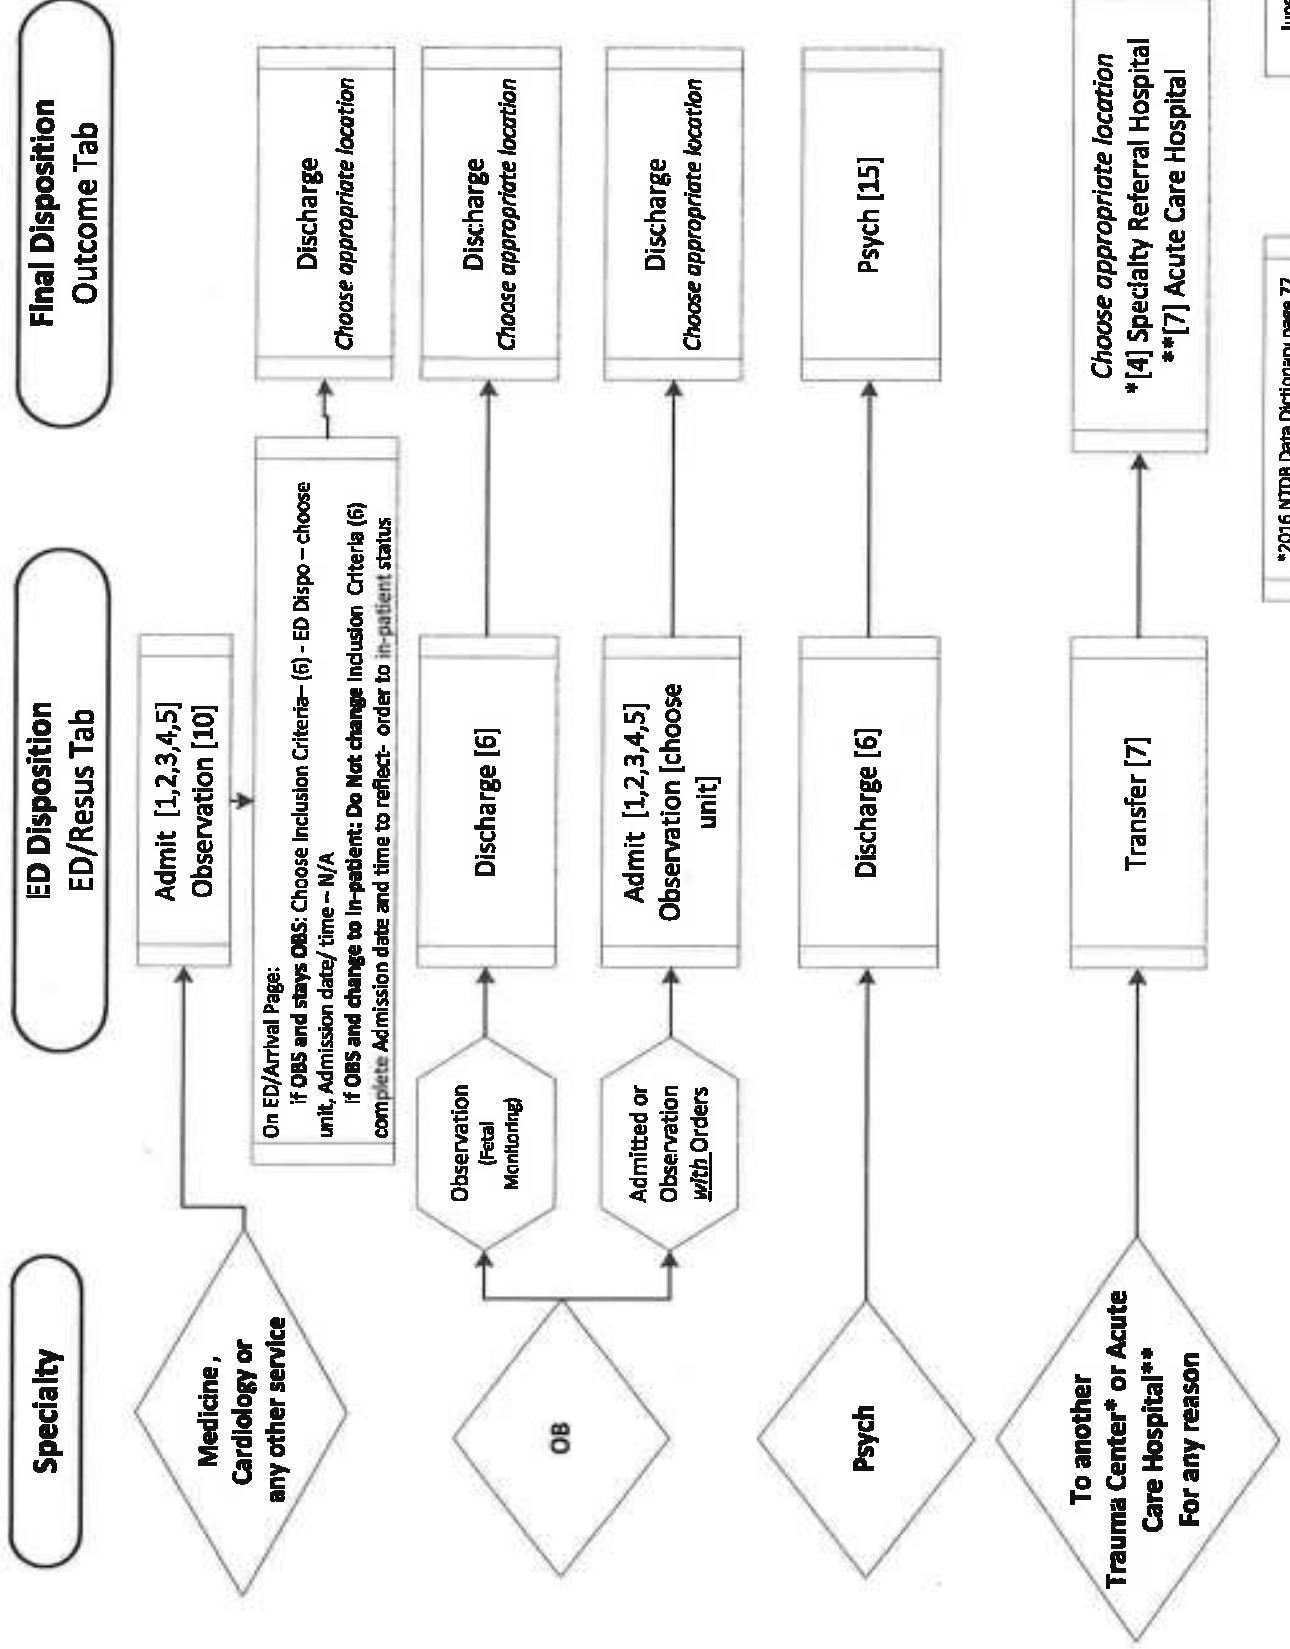 Specialty
ED Disposition
ED/Resus Tab
Final Disposition
Outcome Tab
Medicine,
Cardiology or
any other service
Admit [1,2,3,4,5]
Observation [10]
On ED/Arrival Page:
if OBS and stays OBS: Choose Inclusion Criteria– (6) - ED Dispo – choose
unit, Admission date/ time – N/A
If OBS and change to In-patient: Do Not change Inclusion Criteria (6)
complete Admission date and time to reflect- order to in-patient status
Discharge
Choose appropriate location
OB
Observation
(Fetal
Monitoring)
Discharge [6]
Discharge
Choose appropriate location
Admitted or
Observation
with Orders
Admit [1,2,3,4,5]
Observation [choose
unit]
Discharge
Choose appropriate location
Psych
Discharge [6]
Psych [15]
To another
Trauma Center* or Acute
Care Hospital**
For any reason
Transfer [7]
Choose appropriate location
*[4] Specialty Referral Hospital
**[7] Acute Care Hospital
*2016 NTDB Data Dictionary page 77